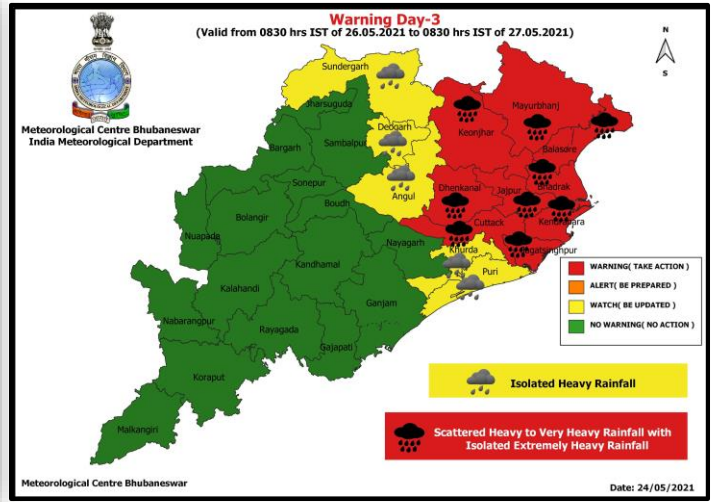 Warning Day-3
(Valid from 0830 hrs IST of 26.05.2021 to 0830 hrs IST of 27.05.2021)
N
S
Meteorological Centre Bhubaneswar
India Meteorological Department
Sundergarh
Jharsuguda
Mayurbhanj
Keonjhar
Deogarh
Sambalpur
Bargarh
Balasore
Sonepur
Angul
Dhenkanal
Jajpur
Bhadrak
Boudh
Bolangir
Nuapada
Cuttack
Kendrapara
Nayagarh
Khurda
Jagatsinghpur
Kandhamal
Puri
Kalahandi
Ganjam
Nabarangpur
Rayagada
Gajapati
Koraput
Malkangiri
WARNING( TAKE ACTION )
ALERT( BE PREPARED )
WATCH( BE UPDATED )
NO WARNING( NO ACTION )
Isolated Heavy Rainfall
Scattered Heavy to Very Heavy Rainfall with
Isolated Extremely Heavy Rainfall
Meteorological Centre Bhubaneswar
Date: 24/05/2021